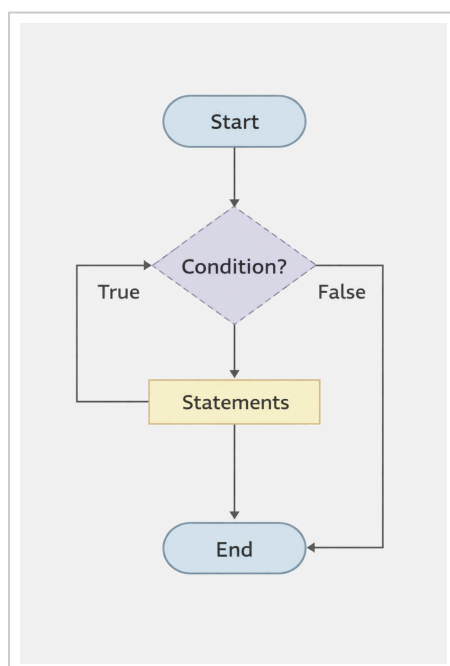 Start
Condition?
True
False
Statements
End